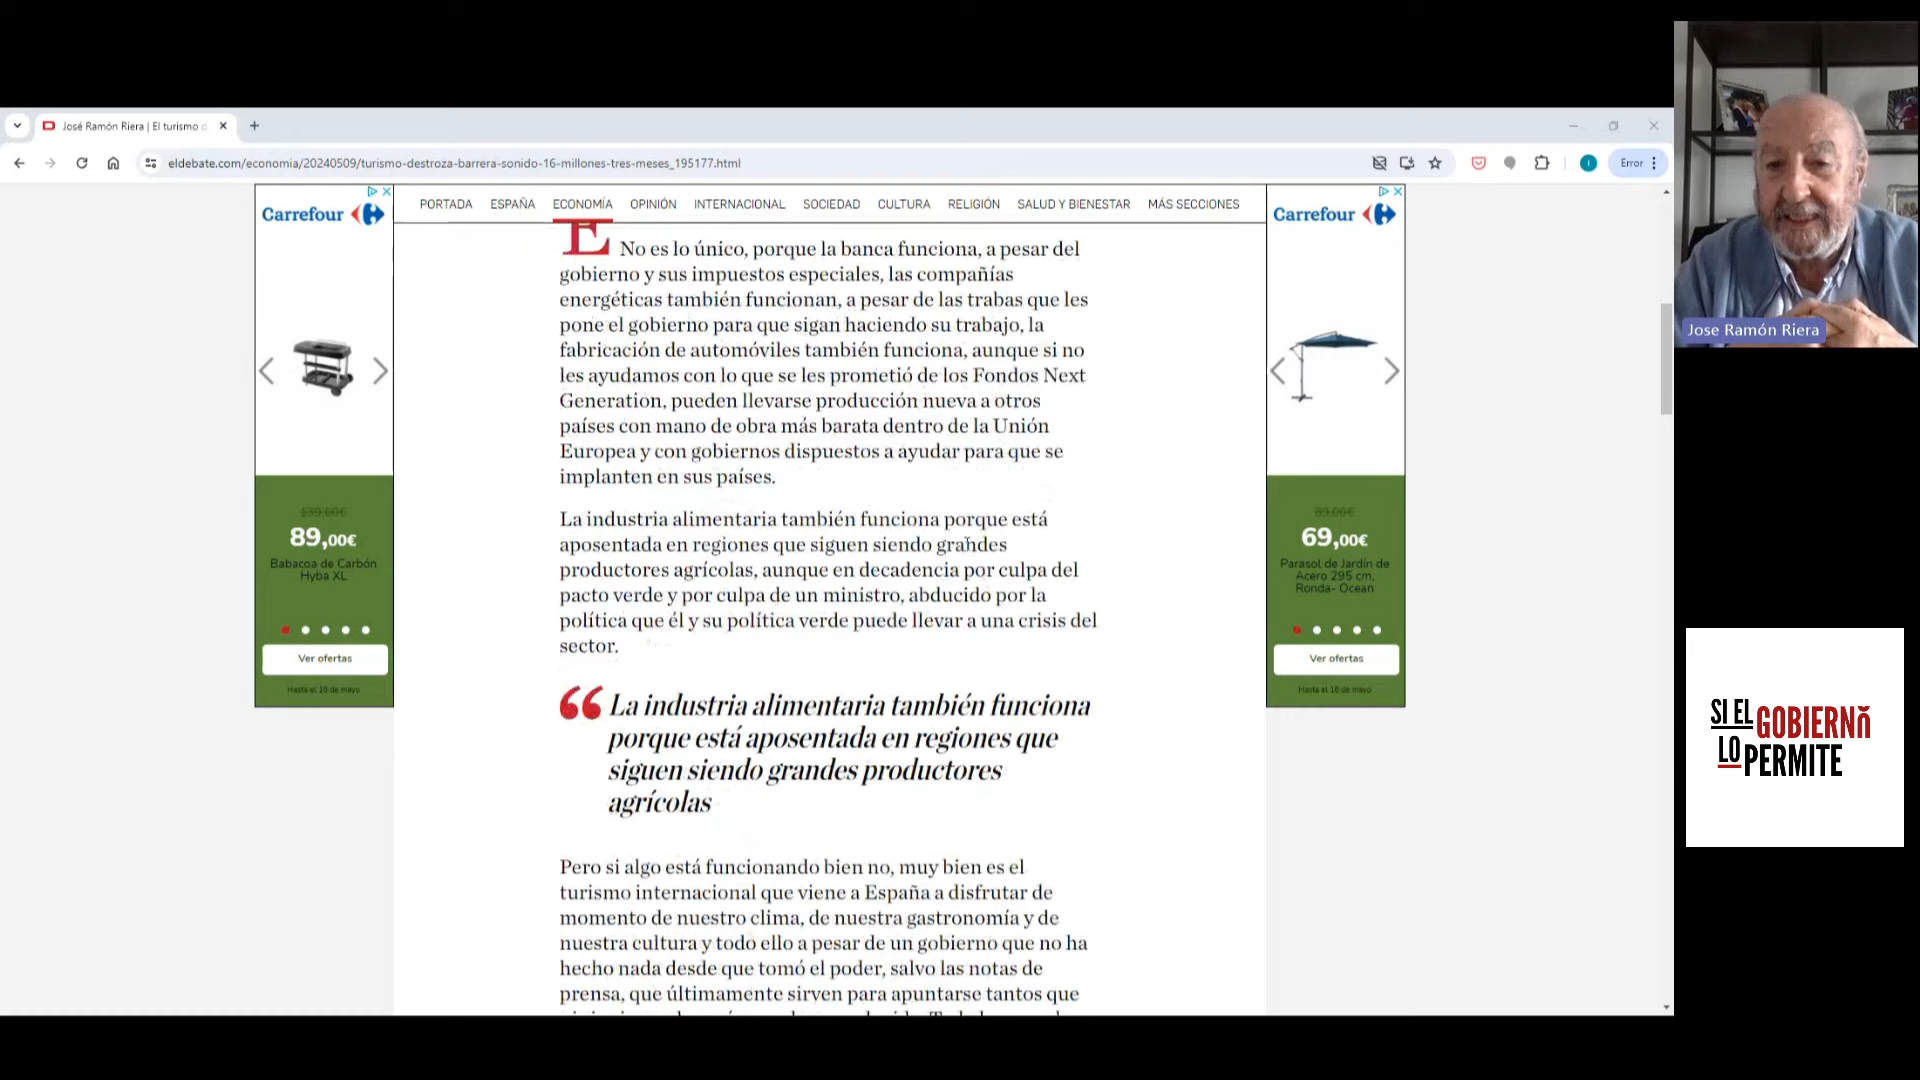 José Ramón Riera | El turismo
eldebate.com/economia/20240509/turismo-destroza-barrera-sonido-16-millones-tres-meses_195177.html
Error
PORTADA ESPAÑA ECONOMÍA OPINIÓN INTERNACIONAL SOCIEDAD CULTURA RELIGIÓN SALUD Y BIENESTAR MÁS SECCIONES
Carrefour
139,00€
89,00€
Babacoa de Carbón
Hyba XL
Ver ofertas
Hasta el 16 de mayo
E No es lo único, porque la banca funciona, a pesar del
gobierno y sus impuestos especiales, las compañías
energéticas también funcionan, a pesar de las trabas que les
pone el gobierno para que sigan haciendo su trabajo, la
fabricación de automóviles también funciona, aunque si no
les ayudamos con lo que se les prometió de los Fondos Next
Generation, pueden llevarse producción nueva a otros
países con mano de obra más barata dentro de la Unión
Europea y con gobiernos dispuestos a ayudar para que se
implanten en sus países.
La industria alimentaria también funciona porque está
aposentada en regiones que siguen siendo grandes
productores agrícolas, aunque en decadencia por culpa del
pacto verde y por culpa de un ministro, abducido por la
política que él y su política verde puede llevar a una crisis del
sector.
“La industria alimentaria también funciona
porque está aposentada en regiones que
siguen siendo grandes productores
agrícolas
Pero si algo está funcionando bien no, muy bien es el
turismo internacional que viene a España a disfrutar de
momento de nuestro clima, de nuestra gastronomía y de
nuestra cultura y todo ello a pesar de un gobierno que no ha
hecho nada desde que tomó el poder, salvo las notas de
prensa, que últimamente sirven para apuntarse tantos que
Carrefour
89,00€
69,00€
Parasol de Jardín de
Acero 295 cm,
Ronda- Ocean
Ver ofertas
Hasta el 16 de mayo
Jose Ramón Riera
SI EL GOBIERNO
LO PERMITE